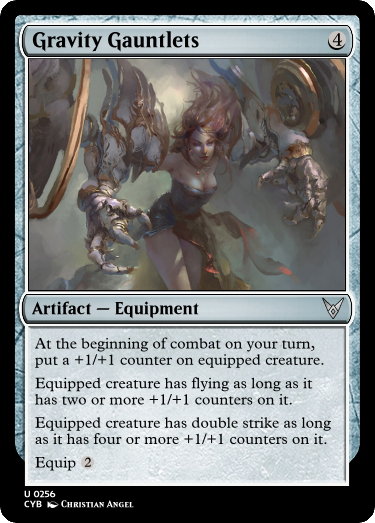 Gravity Gauntlets 4
Artifact — Equipment
At the beginning of combat on your turn,
put a +1/+1 counter on equipped creature.
Equipped creature has flying as long as it
has two or more +1/+1 counters on it.
Equipped creature has double strike as long
as it has four or more +1/+1 counters on it.
Equip 2
U 0256
CYB Christian Angel